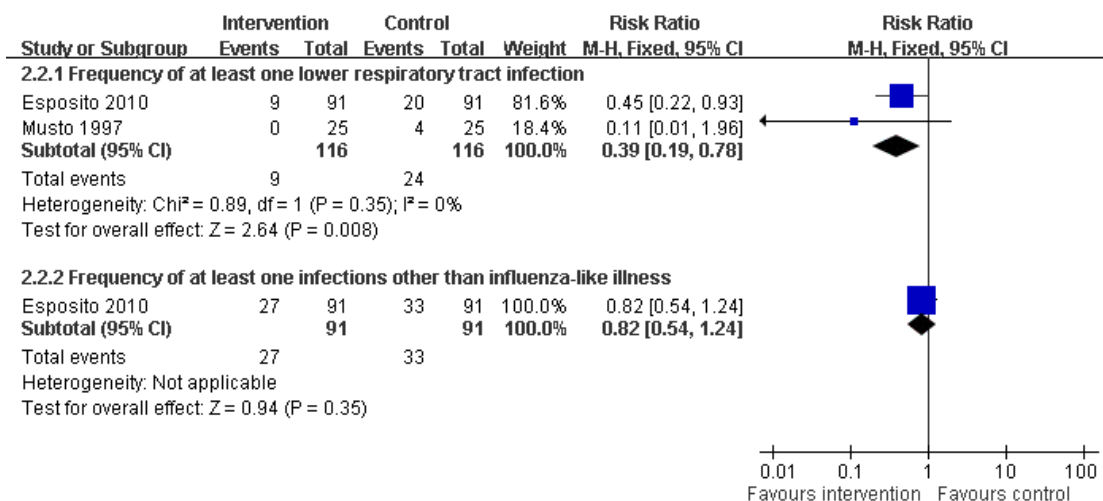 Intervention Control Risk Ratio Risk Ratio
Study or Subgroup Events Total Events Total Weight M-H, Fixed, 95% CI M-H, Fixed, 95% CI
2.2.1 Frequency of at least one lower respiratory tract infection
Esposito 2010 9 91 20 91 81.6% 0.45 [0.22, 0.93]
Musto 1997 0 25 4 25 18.4% 0.11 [0.01, 1.96]
Subtotal (95% CI) 116 116 100.0% 0.39 [0.19, 0.78]
Total events 9 24
Heterogeneity: Chi² = 0.89, df = 1 (P = 0.35); I² = 0%
Test for overall effect: Z = 2.64 (P = 0.008)
2.2.2 Frequency of at least one infections other than influenza-like illness
Esposito 2010 27 91 33 91 100.0% 0.82 [0.54, 1.24]
Subtotal (95% CI) 91 91 100.0% 0.82 [0.54, 1.24]
Total events 27 33
Heterogeneity: Not applicable
Test for overall effect: Z = 0.94 (P = 0.35)
0.01 0.1 1 10 100
Favours intervention Favours control